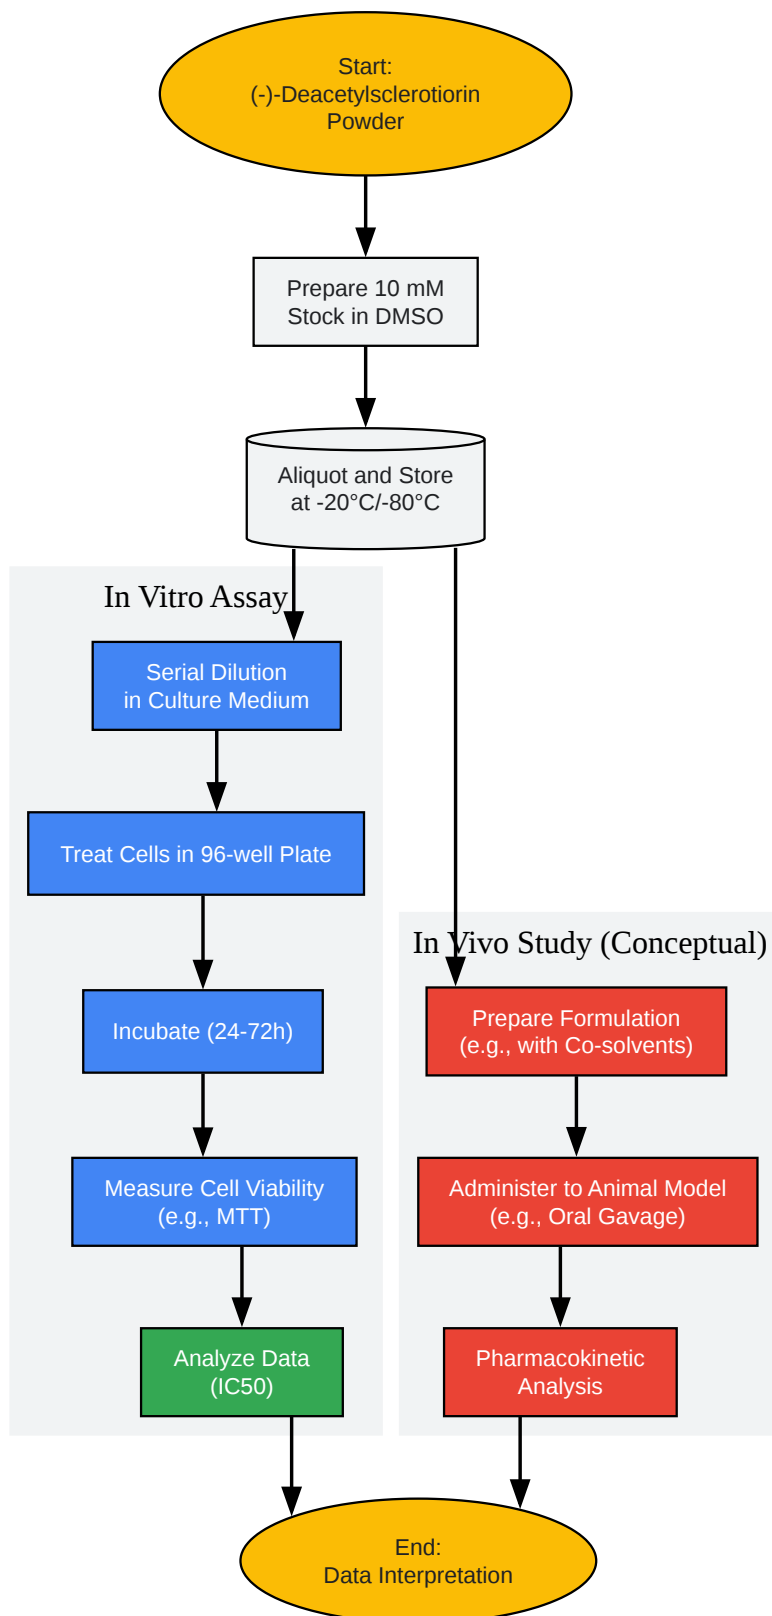 Start:
(-)-Deacetylsclerotiorin
Powder
Prepare 10 mM
Stock in DMSO
Aliquot and Store
at -20°C/-80°C
In Vitro Assay
Serial Dilution
in Culture Medium
Treat Cells in 96-well Plate
Incubate (24-72h)
Measure Cell Viability
(e.g., MTT)
Analyze Data
(IC50)
In Vivo Study (Conceptual)
Prepare Formulation
(e.g., with Co-solvents)
Administer to Animal Model
(e.g., Oral Gavage)
Pharmacokinetic
Analysis
End:
Data Interpretation